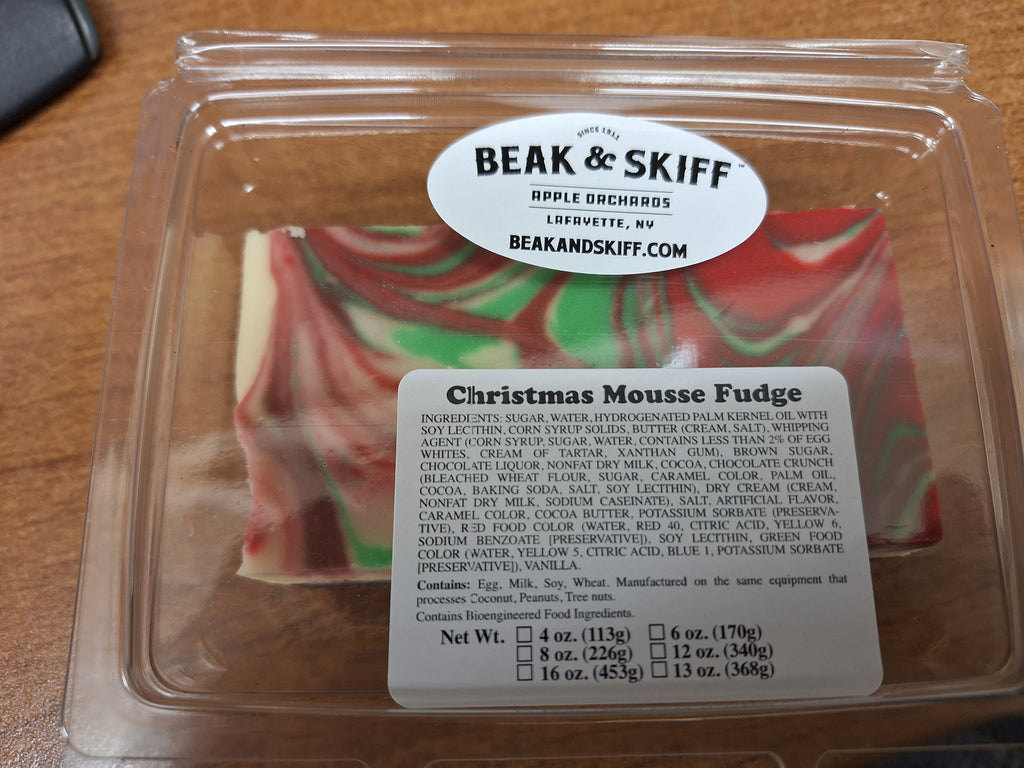 SINCE 1911
BEAK & SKIFF™
APPLE ORCHARDS
LAFAYETTE, NY
BEAKANDSKIFF.COM
Christmas Mousse Fudge
INGREDIENTS: SUGAR, WATER, HYDROGENATED PALM KERNEL OIL WITH
SOY LECITHIN, CORN SYRUP SOLIDS, BUTTER (CREAM, SALT), WHIPPING
AGENT (CORN SYRUP, SUGAR, WATER, CONTAINS LESS THAN 2% OF EGG
WHITES, CREAM OF TARTAR, XANTHAN GUM), BROWN SUGAR,
CHOCOLATE LIQUOR, NONFAT DRY MILK, COCOA, CHOCOLATE CRUNCH
(BLEACHED WHEAT FLOUR, SUGAR, CARAMEL COLOR, PALM OIL,
COCOA, BAKING SODA, SALT, SOY LECITHIN), DRY CREAM (CREAM,
NONFAT DRY MILK, SODIUM CASEINATE), SALT, ARTIFICIAL FLAVOR,
CARAMEL COLOR, COCOA BUTTER, POTASSIUM SORBATE (PRESERVA-
TIVE), RED FOOD COLOR (WATER, RED 40, CITRIC ACID, YELLOW 6,
SODIUM BENZOATE [PRESERVATIVE]), SOY LECITHIN, GREEN FOOD
COLOR (WATER, YELLOW 5, CITRIC ACID, BLUE 1, POTASSIUM SORBATE
[PRESERVATIVE]), VANILLA.
Contains: Egg, Milk, Soy, Wheat. Manufactured on the same equipment that
processes Coconut, Peanuts, Tree nuts.
Contains Bioengineered Food Ingredients.
Net Wt. ☐ 4 oz. (113g) ☐ 6 oz. (170g)
☐ 8 oz. (226g) ☐ 12 oz. (340g)
☐ 16 oz. (453g) ☐ 13 oz. (368g)